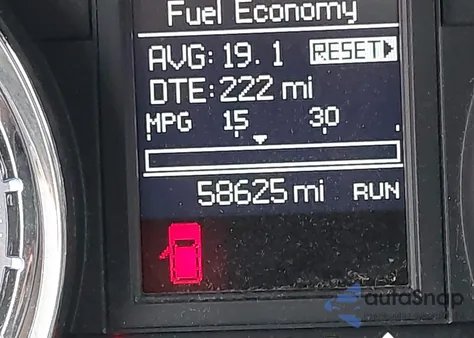 Fuel Economy
AVG: 19.1 RESET
DTE: 222 mi
MPG 15 30
58625 mi RUN
autoSnap